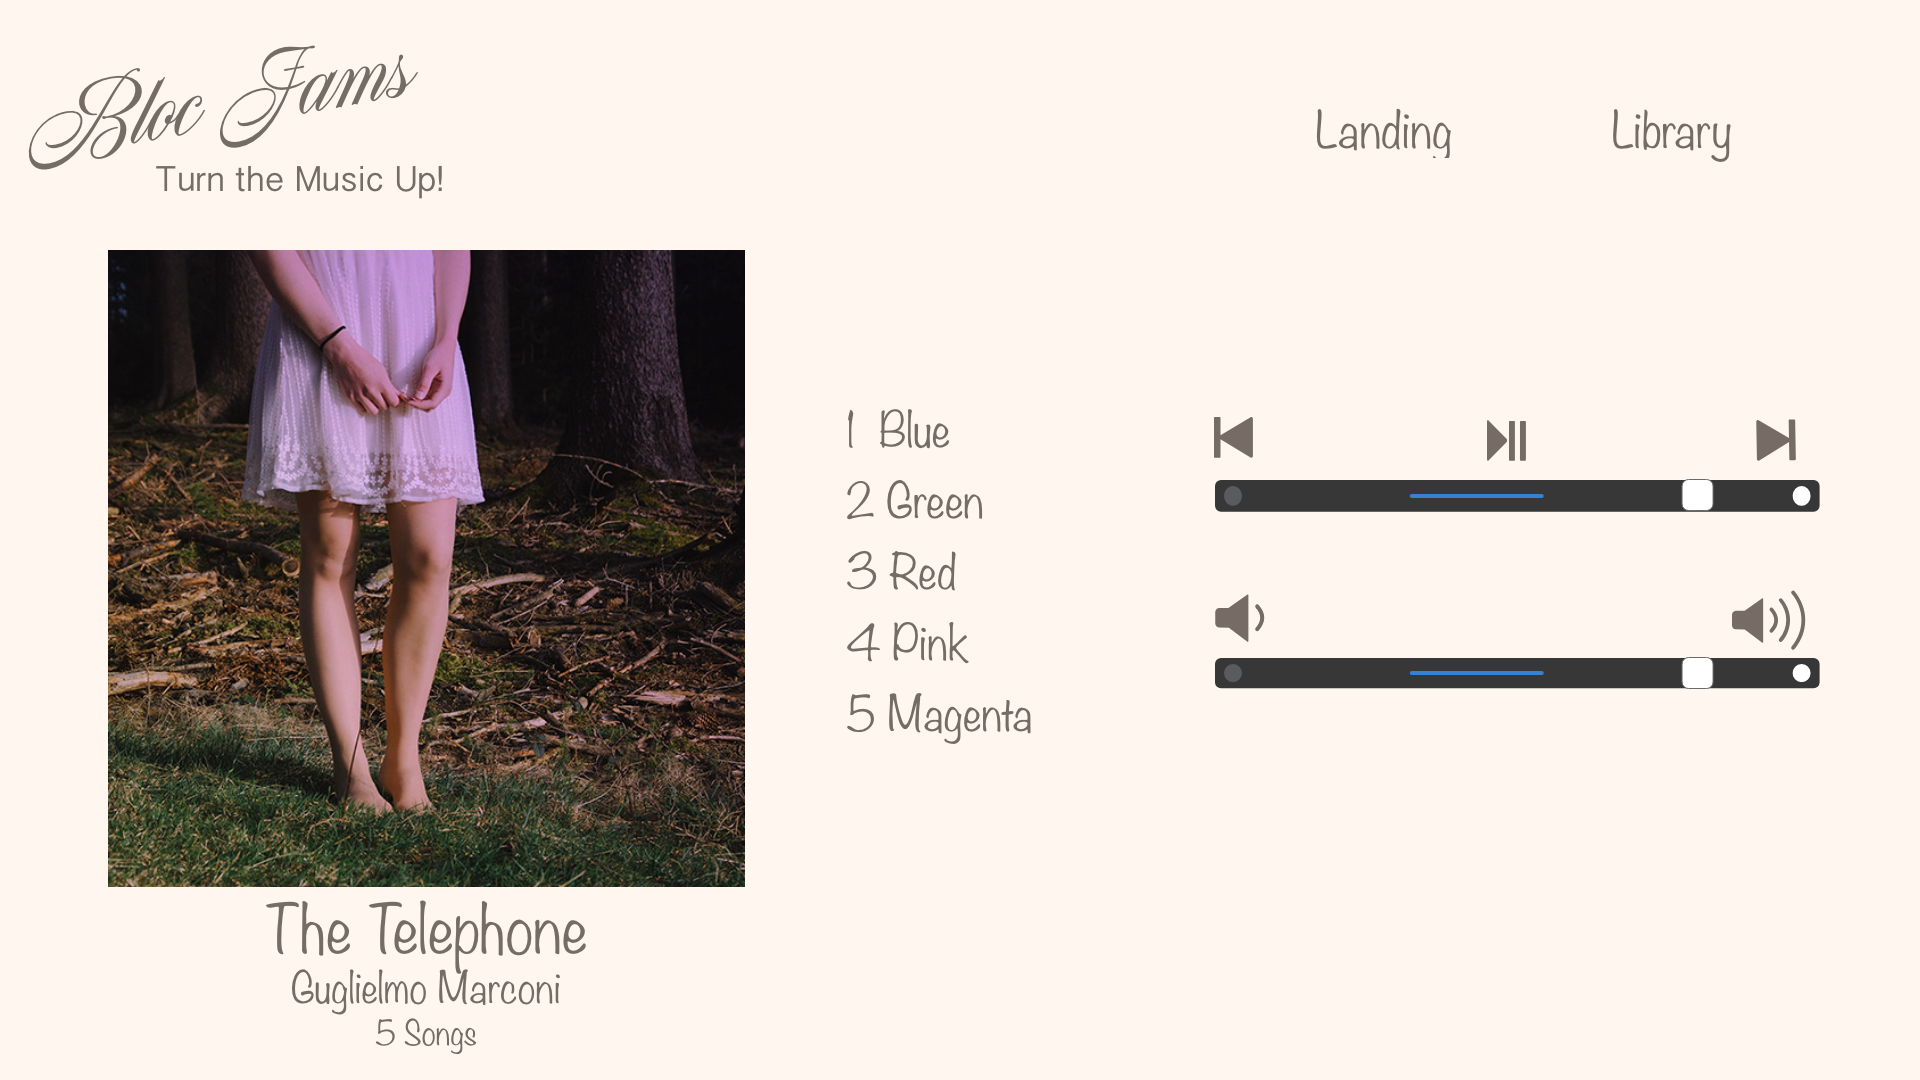 Bloc Jams
Turn the Music Up!
Landing
Library
1 Blue
2 Green
3 Red
4 Pink
5 Magenta
The Telephone
Guglielmo Marconi
5 Songs